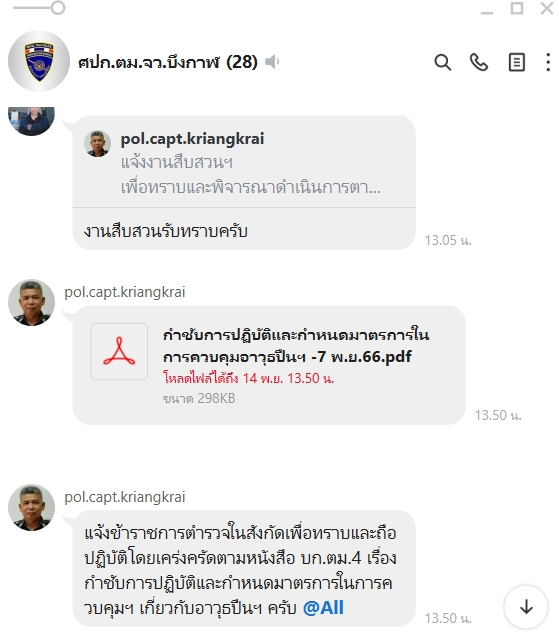 ศปก.ตม.จว.บึงกาฬ (28)
pol.capt.kriangkrai
แจ้งงานสืบสวนฯ
เพื่อทราบและพิจารณาดำเนินการตา...
งานสืบสวนรับทราบครับ
13.05 น.
pol.capt.kriangkrai
กำชับการปฏิบัติและกำหนดมาตรการใน
การควบคุมอาวุธปืนฯ -7 พ.ย.66.pdf
โหลดไฟล์ได้ถึง 14 พ.ย. 13.50 น.
ขนาด 298KB
13.50 น.
pol.capt.kriangkrai
แจ้งข้าราชการตำรวจในสังกัดเพื่อทราบและถือ
ปฏิบัติโดยเคร่งครัดตามหนังสือ บก.ตม.4 เรื่อง
กำชับการปฏิบัติและกำหนดมาตรการในการค
วบคุมฯ เกี่ยวกับอาวุธปืนฯ ครับ @All
13.50 น.